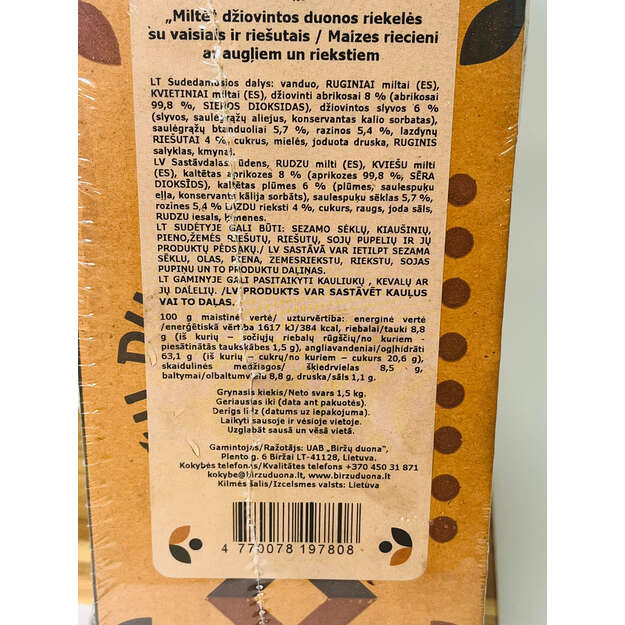 „Miltė“ džiovintos duonos riekelės
su vaisiais ir riešutais / Maizes riecieni
ar augļiem un riekstiem
LT Sudedamosios dalys: vanduo, RUGINIAI miltai (ES),
KVIETINIAI miltai (ES), džiovinti abrikosai 8 % (abrikosai
99,8 %, SIEROS DIOKSIDAS), džiovintos slyvos 6 %
(slyvos, saulėgrąžų aliejus, konservantas kalio sorbatas),
saulėgrąžų branduoliai 5,7 %, razinos 5,4 %, lazdynų
RIEŠUTAI 4 %, cukrus, mielės, joduota druska, RUGINIS
salyklas, kmynai.
LV Sastāvdaļas: ūdens, RUDZU milti (ES), KVIEŠU milti
(ES), kaltētas aprikozes 8 % (aprikozes 99,8%, SĒRA
DIOKSĪDS), kaltētas plūmes 6 % (plūmes, saulespuķu
eļļa, konservants kālija sorbāts), saulespuķu sēklas 5,7 %,
rozīnes 5,4 % LAZDU rieksti 4 %, cukurs, raugs, joda sāls,
RUDZU iesals, ķimenes.
LT SUDĖTYJE GALI BŪTI: SEZAMO SĖKLŲ, KIAUŠINIŲ,
PIENO,ŽEMĖS RIEŠUTŲ, RIEŠUTŲ, SOJŲ PUPELIŲ IR JŲ
PRODUKTŲ PĖDSAKŲ./ LV SASTĀVĀ VAR IETILPT SEZAMA
SĒKLU, OLAS, PIENA, ZEMESRIEKSTU, RIEKSTU, SOJAS
PUPIŅU UN TO PRODUKTU DAĻIŅAS.
LT GAMINYJE GALI PASITAIKYTI KAULIUKŲ , KEVALŲ AR
JŲ DALELIŲ. /LV PRODUKTS VAR SASTĀVĒT KAUĻUS
VAI TO DAĻAS.
100 g maistinė vertė/ uzturvērtība: energinė vertė
/enerģētiskā vērtība 1617 kJ/384 kcal, riebalai/tauki 8,8
g (iš kurių – sočiųjų riebalų rūgščių/no kuriem -
piesātinātās taukskābes 1,5 g), angliavandeniai/ogļhidrāti
63,1 g (iš kurių – cukrų/no kuriem – cukurs 20,6 g),
skaidulinės medžiagos/ šķiedrvielas 8,5 g,
baltymai/olbaltumvielu 8,8 g, druska/sāls 1,1 g.
Grynasis kiekis/Neto svars 1,5 kg.
Geriausias iki (data ant pakuotės).
Derīgs līdz (datums uz iepakojuma).
Laikyti sausoje ir vėsioje vietoje.
Uzglabāt sausā un vēsā vietā.
Gamintojas/Ražotājs: UAB „Biržų duona",
Plento g. 6 Biržai LT-41128, Lietuva.
Kokybės telefonas/Kvalitātes telefons +370 450 31 871
kokybe@birzuduona.lt, www.birzuduona.lt
Kilmės šalis/Izcelsmes valsts: Lietuva
4 770078 197808